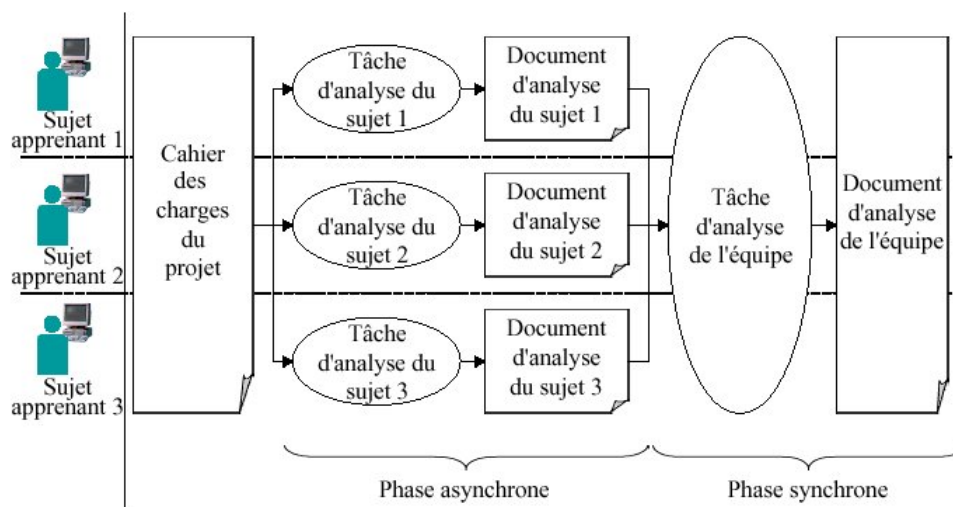 Sujet
apprenant 1
Sujet
apprenant 2
Sujet
apprenant 3
Cahier
des
charges
du
projet
Tâche
d'analyse du
sujet 1
Document
d'analyse
du sujet 1
Tâche
d'analyse du
sujet 2
Document
d'analyse
du sujet 2
Tâche
d'analyse du
sujet 3
Document
d'analyse
du sujet 3
Tâche
d'analyse
de l'équipe
Document
d'analyse
de l'équipe
Phase asynchrone
Phase synchrone